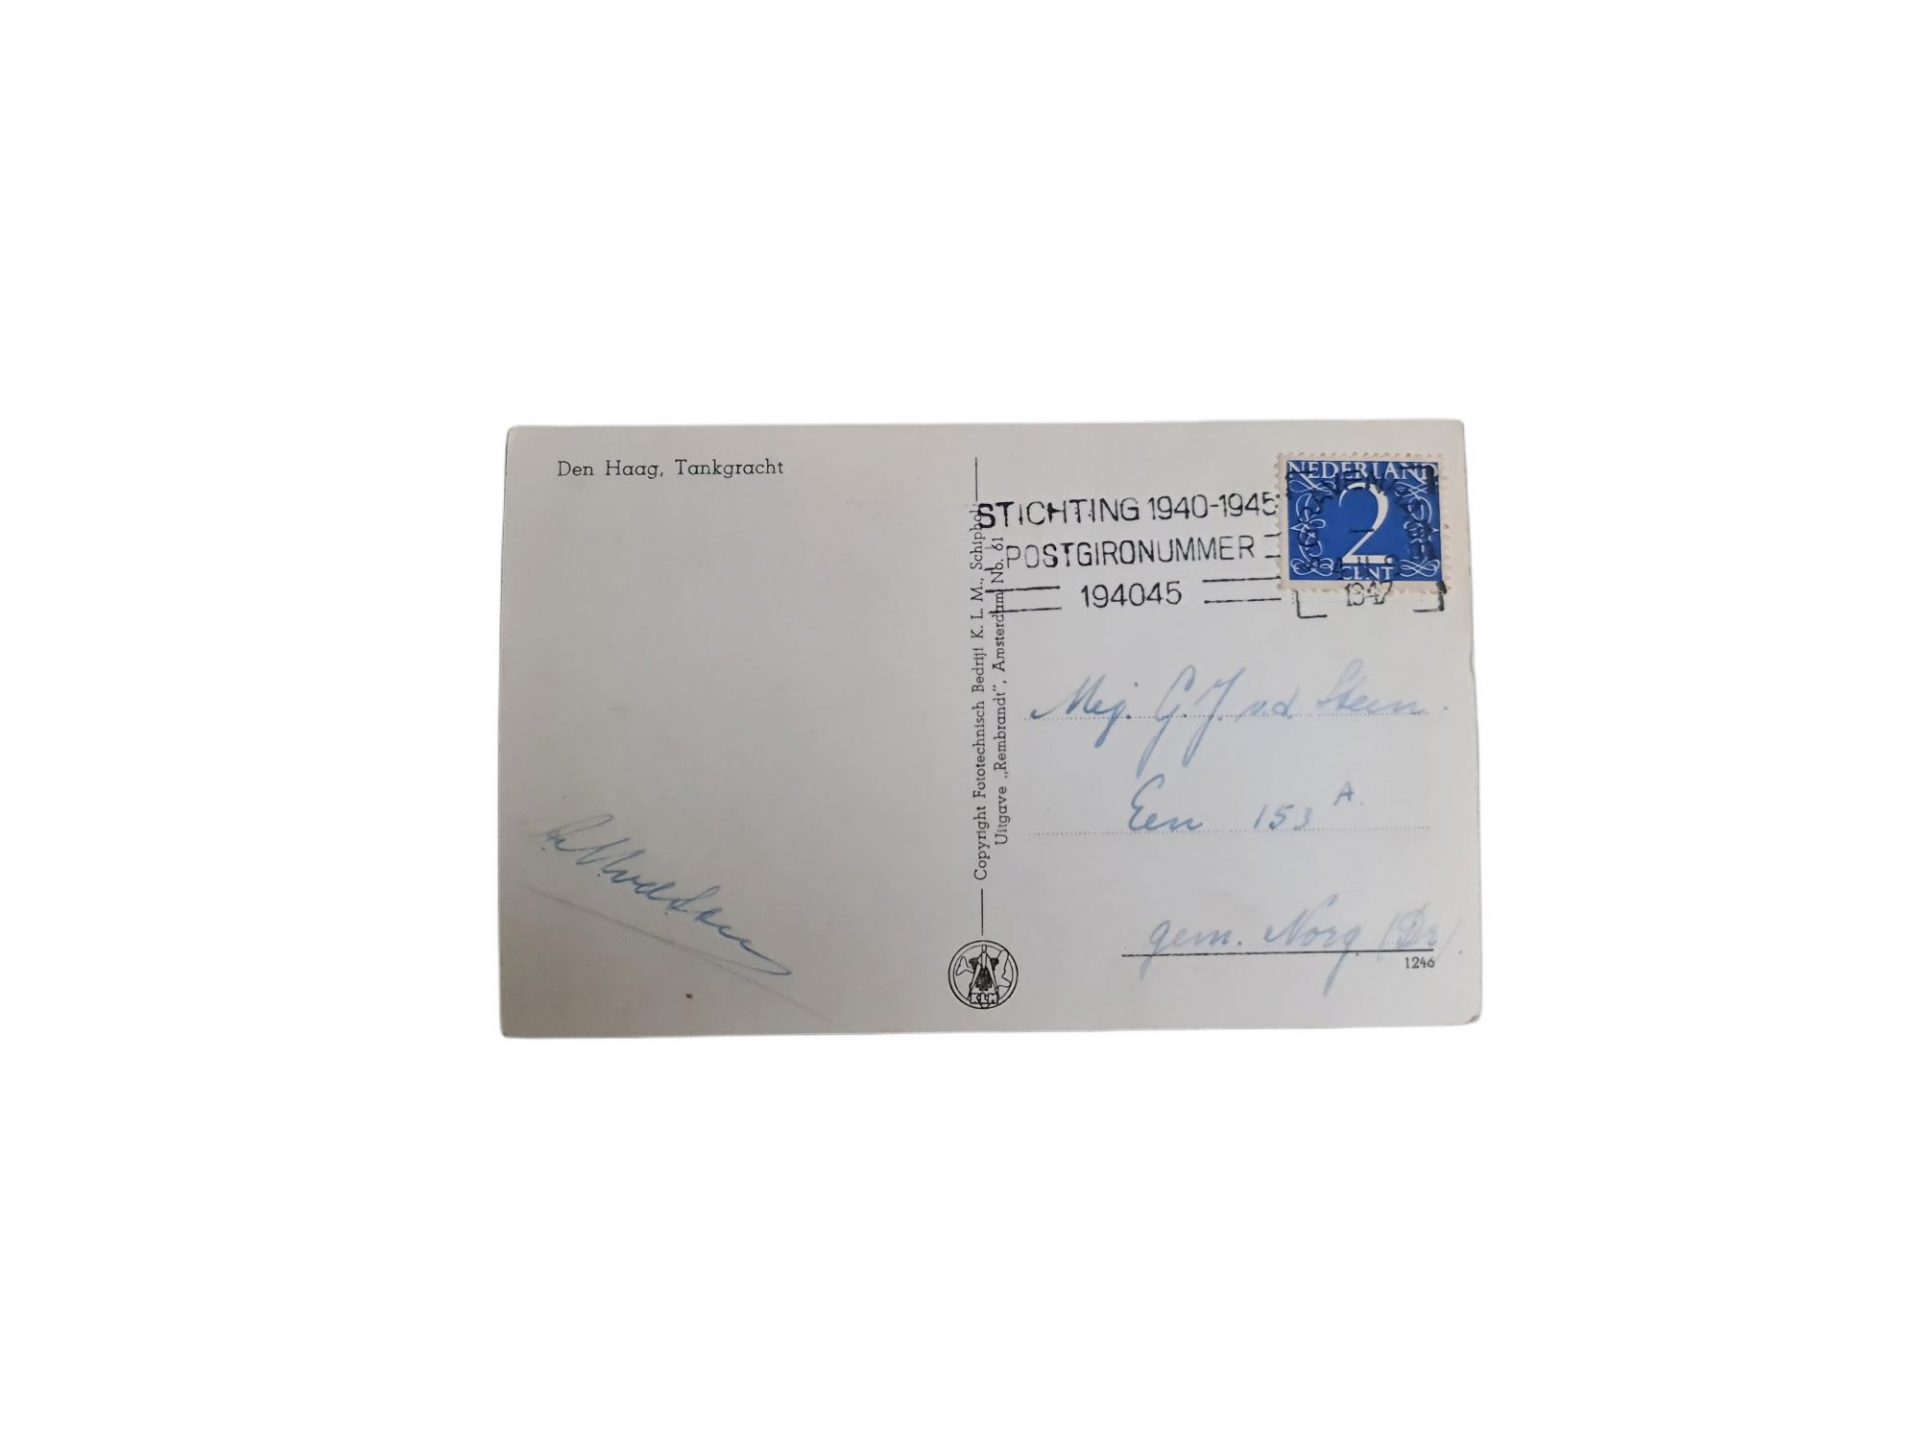 Den Haag, Tankgracht
STICHTING 1940-1945
POSTGIRONUMMER
194045
NEDERLAND
2
CENT
1947
Copyright Fototechnisch Bedrijf K. L. M., Schiphol
Uitgave „Rembrandt", Amsterdam No. 61
Mej. G. J. v.d. Steen.
Een 153 A.
gem. Norg (Dr).
1246
KLM